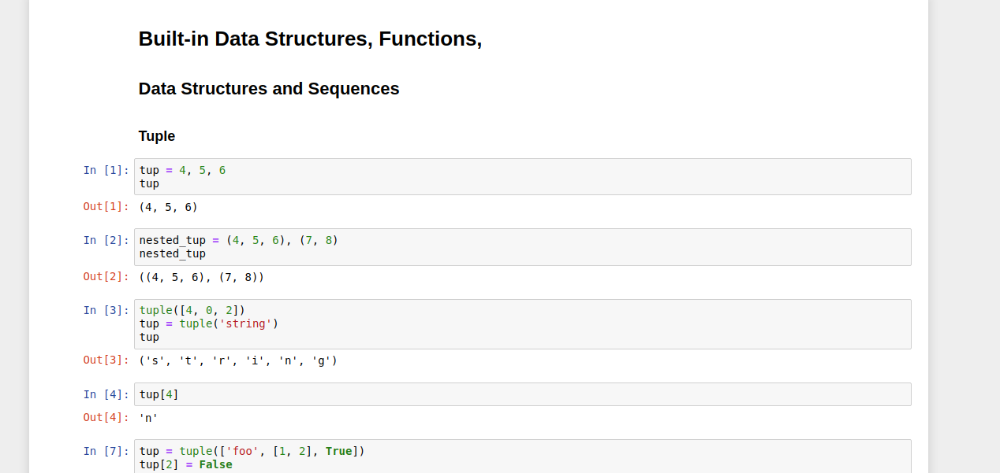 Built-in Data Structures, Functions,
Data Structures and Sequences
Tuple
In [1]: tup = 4, 5, 6
tup
Out[1]: (4, 5, 6)
In [2]: nested_tup = (4, 5, 6), (7, 8)
nested_tup
Out[2]: ((4, 5, 6), (7, 8))
In [3]: tuple([4, 0, 2])
tup = tuple('string')
tup
Out[3]: ('s', 't', 'r', 'i', 'n', 'g')
In [4]: tup[4]
Out[4]: 'n'
In [7]: tup = tuple(['foo', [1, 2], True])
tup[2] = False